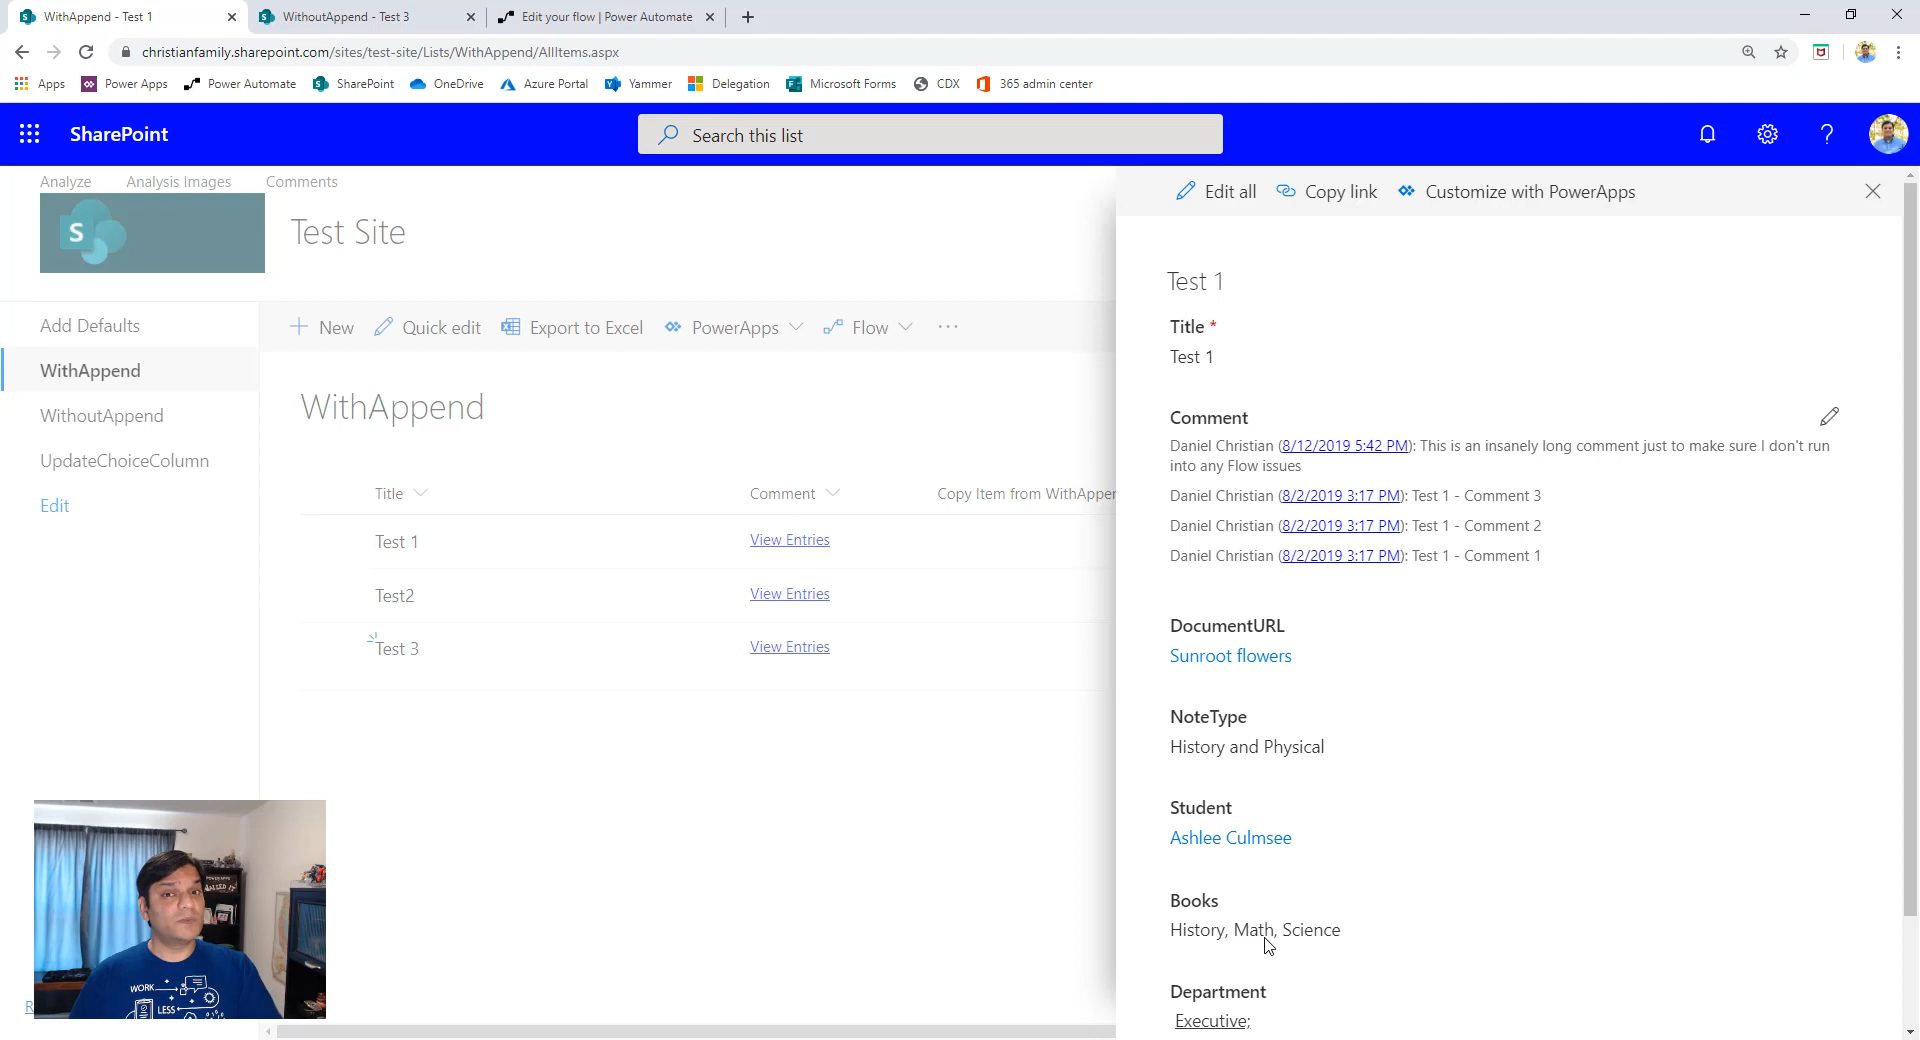 WithAppend - Test 1
WithoutAppend - Test 3
Edit your flow | Power Automate
christianfamily.sharepoint.com/sites/test-site/Lists/WithAppend/AllItems.aspx
Apps Power Apps Power Automate SharePoint OneDrive Azure Portal Yammer Delegation Microsoft Forms CDX 365 admin center
SharePoint
Search this list
Analyze Analysis Images Comments
S
Test Site
Edit all Copy link Customize with PowerApps
Add Defaults
WithAppend
WithoutAppend
UpdateChoiceColumn
Edit
New Quick edit Export to Excel PowerApps Flow ...
WithAppend
Title Comment Copy Item from WithAppen
Test 1 View Entries
Test2 View Entries
Test 3 View Entries
Test 1
Title *
Test 1
Comment
Daniel Christian (8/12/2019 5:42 PM): This is an insanely long comment just to make sure I don't run
into any Flow issues
Daniel Christian (8/2/2019 3:17 PM): Test 1 - Comment 3
Daniel Christian (8/2/2019 3:17 PM): Test 1 - Comment 2
Daniel Christian (8/2/2019 3:17 PM): Test 1 - Comment 1
DocumentURL
Sunroot flowers
NoteType
History and Physical
Student
Ashlee Culmsee
Books
History, Math, Science
Department
Executive;
WORK
LESS